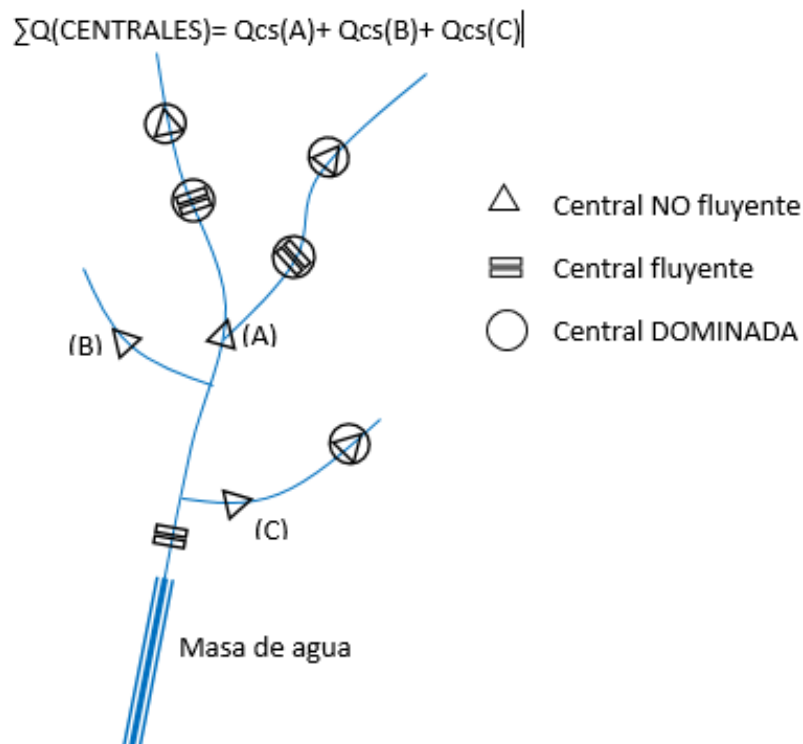 ∑Q(CENTRALES)= Qcs(A)+ Qcs(B)+ Qcs(C)
Central NO fluyente
Central fluyente
Central DOMINADA
(A)
(B)
(C)
Masa de agua